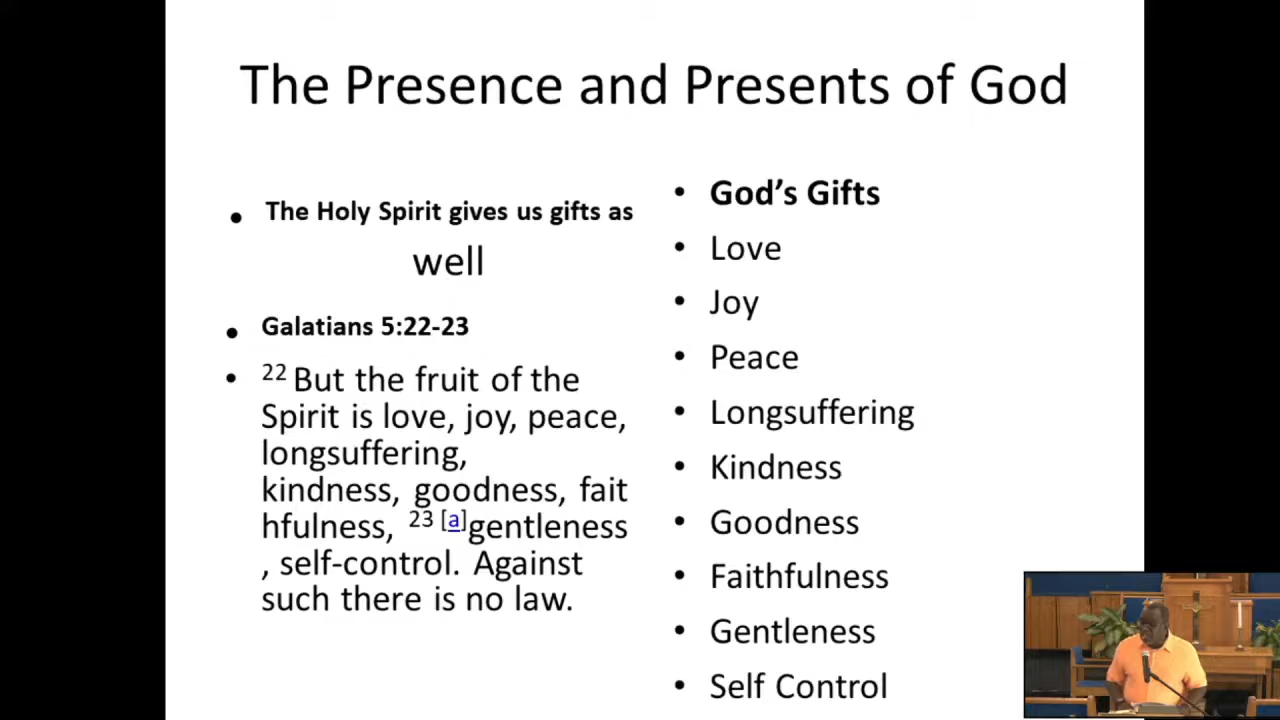 The Presence and Presents of God
• The Holy Spirit gives us gifts as
well
• Galatians 5:22-23
• 22 But the fruit of the
Spirit is love, joy, peace,
longsuffering,
kindness, goodness, fait
hfulness, 23 [a]gentleness
, self-control. Against
such there is no law.
• God’s Gifts
• Love
• Joy
• Peace
• Longsuffering
• Kindness
• Goodness
• Faithfulness
• Gentleness
• Self Control